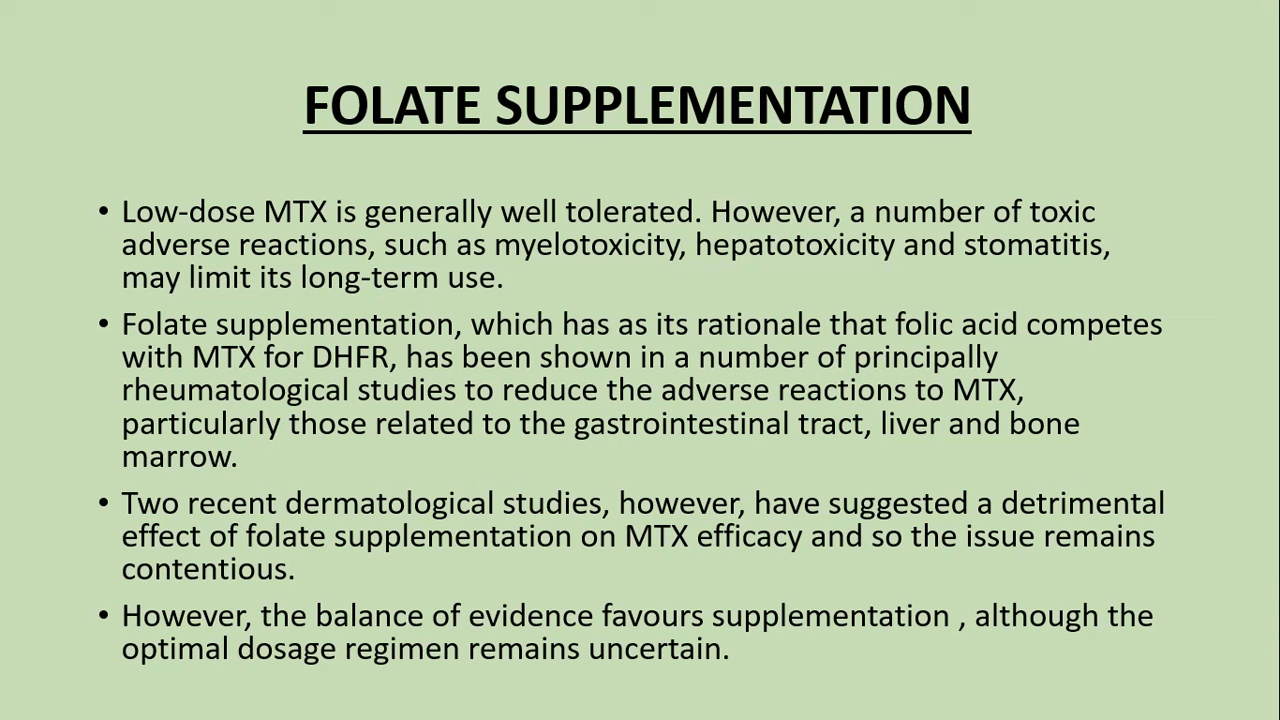 FOLATE SUPPLEMENTATION
• Low-dose MTX is generally well tolerated. However, a number of toxic
adverse reactions, such as myelotoxicity, hepatotoxicity and stomatitis,
may limit its long-term use.
• Folate supplementation, which has as its rationale that folic acid competes
with MTX for DHFR, has been shown in a number of principally
rheumatological studies to reduce the adverse reactions to MTX,
particularly those related to the gastrointestinal tract, liver and bone
marrow.
• Two recent dermatological studies, however, have suggested a detrimental
effect of folate supplementation on MTX efficacy and so the issue remains
contentious.
• However, the balance of evidence favours supplementation , although the
optimal dosage regimen remains uncertain.